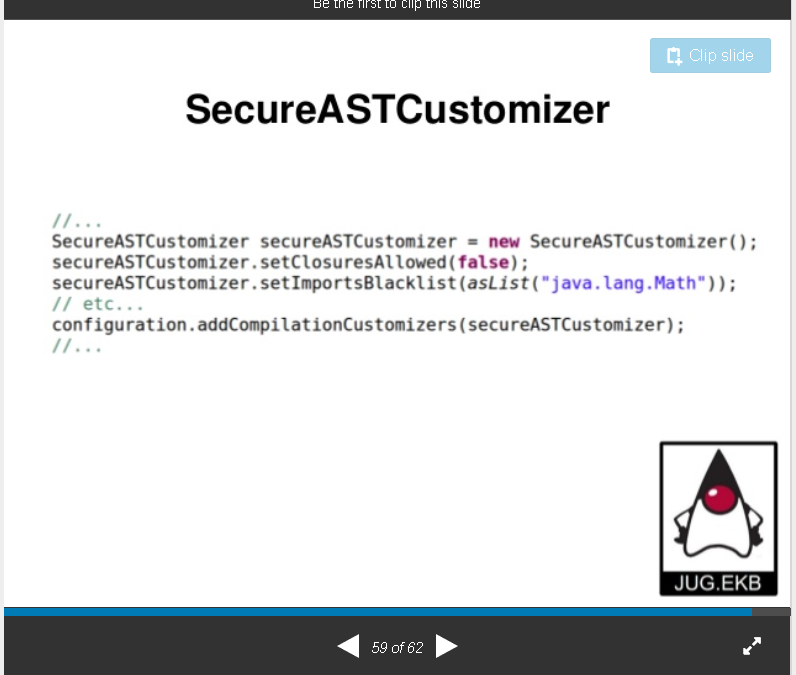 Be the first to clip this slide
Clip slide
SecureASTCustomizer
//...
SecureASTCustomizer secureASTCustomizer = new SecureASTCustomizer();
secureASTCustomizer.setClosuresAllowed(false);
secureASTCustomizer.setImportsBlacklist(asList("java.lang.Math"));
// etc...
configuration.addCompilationCustomizers(secureASTCustomizer);
//...
JUG.EKB
59 of 62